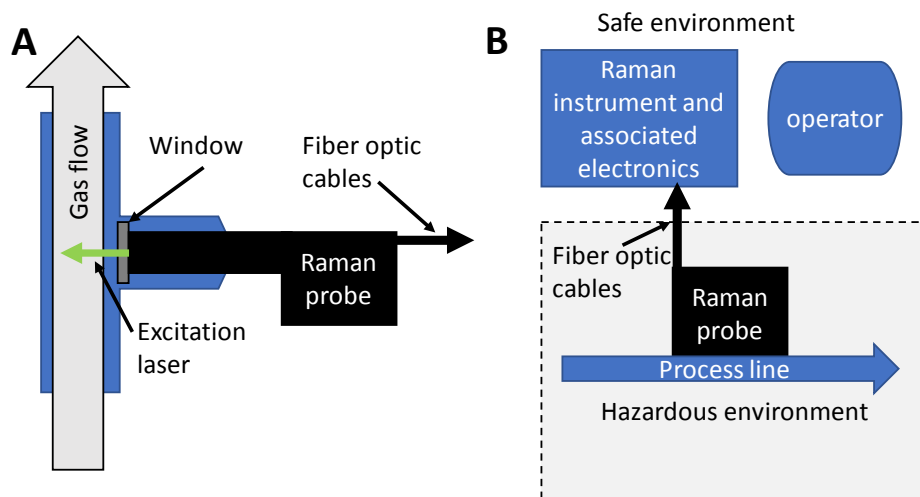 A
Gas flow
Window
Fiber optic
cables
Raman
probe
Excitation
laser
B
Safe environment
Raman
instrument and
associated
electronics
operator
Fiber optic
cables
Raman
probe
Process line
Hazardous environment